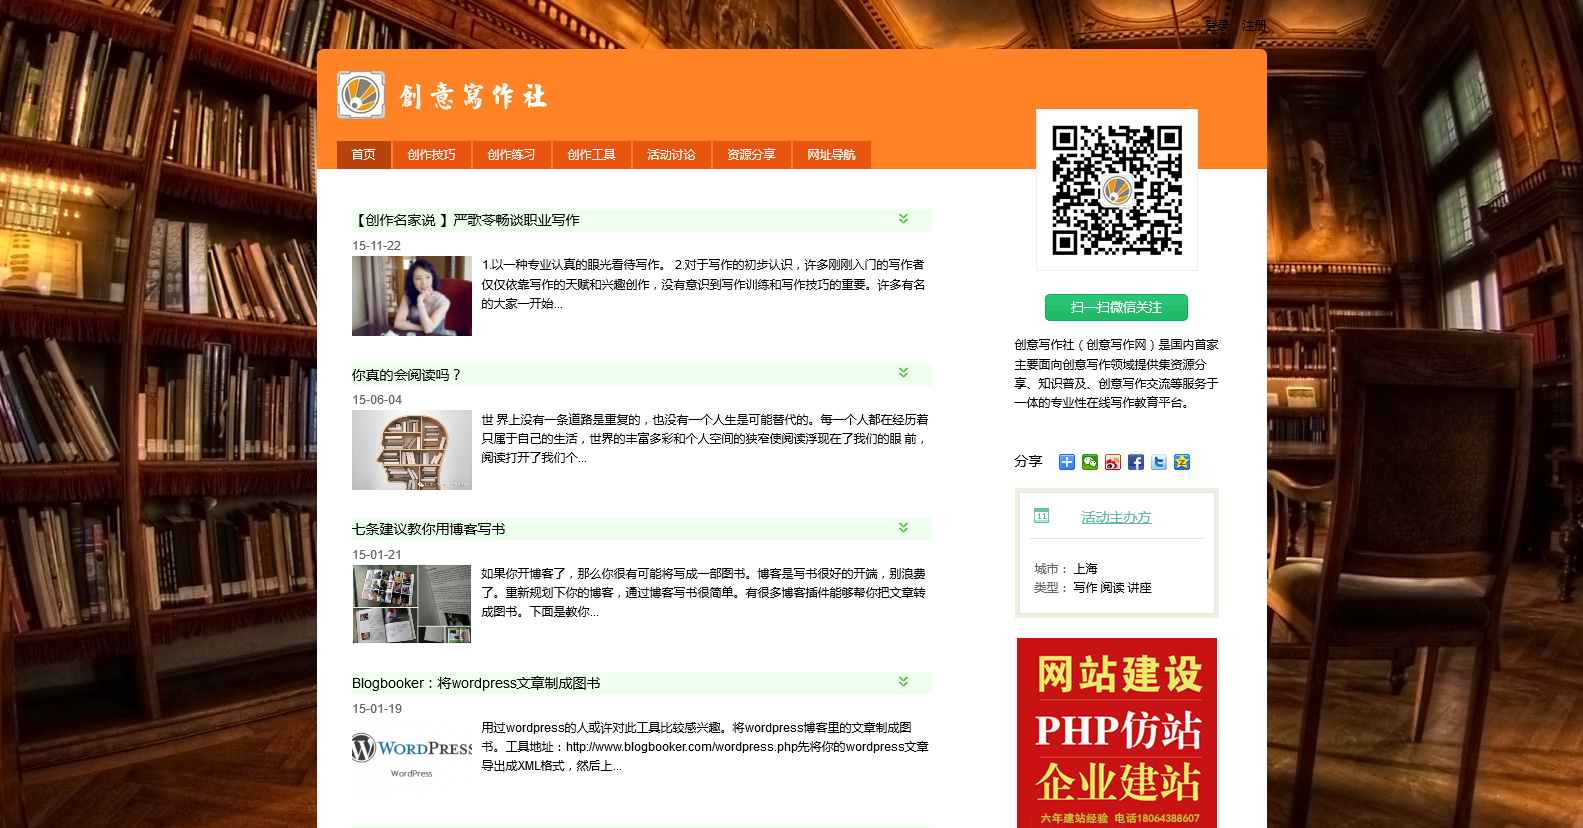 登录 注册
創意寫作社
首页 创作技巧 创作练习 创作工具 活动讨论 资源分享 网址导航
【创作名家说 】严歌苓畅谈职业写作
15-11-22
1.以一种专业认真的眼光看待写作。 2.对于写作的初步认识，许多刚刚入门的写作者
仅仅依靠写作的天赋和兴趣创作，没有意识到写作训练和写作技巧的重要。许多有名
的大家一开始...
你真的会阅读吗？
15-06-04
世 界上没有一条道路是重复的，也没有一个人生是可能替代的。每一个人都在经历着
只属于自己的生活，世界的丰富多彩和个人空间的狭窄使阅读浮现在了我们的眼 前，
阅读打开了我们个...
七条建议教你用博客写书
15-01-21
如果你开博客了，那么你很有可能将写成一部图书。博客是写书很好的开端，别浪费
了。重新规划下你的博客，通过博客写书很简单。有很多博客插件能够帮你把文章转
成图书。下面是教你...
Blogbooker：将wordpress文章制成图书
15-01-19
WORDPRESS
WordPress
用过wordpress的人或许对此工具比较感兴趣。将wordpress博客里的文章制成图
书。工具地址：http://www.blogbooker.com/wordpress.php先将你的wordpress文章
导出成XML格式，然后上...
扫一扫微信关注
创意写作社（创意写作网）是国内首家
主要面向创意写作领域提供集资源分
享、知识普及、创意写作交流等服务于
一体的专业性在线写作教育平台。
分享
11 活动主办方
城市： 上海
类型： 写作 阅读 讲座
网站建设
PHP仿站
企业建站
六年建站经验 电话18064388607